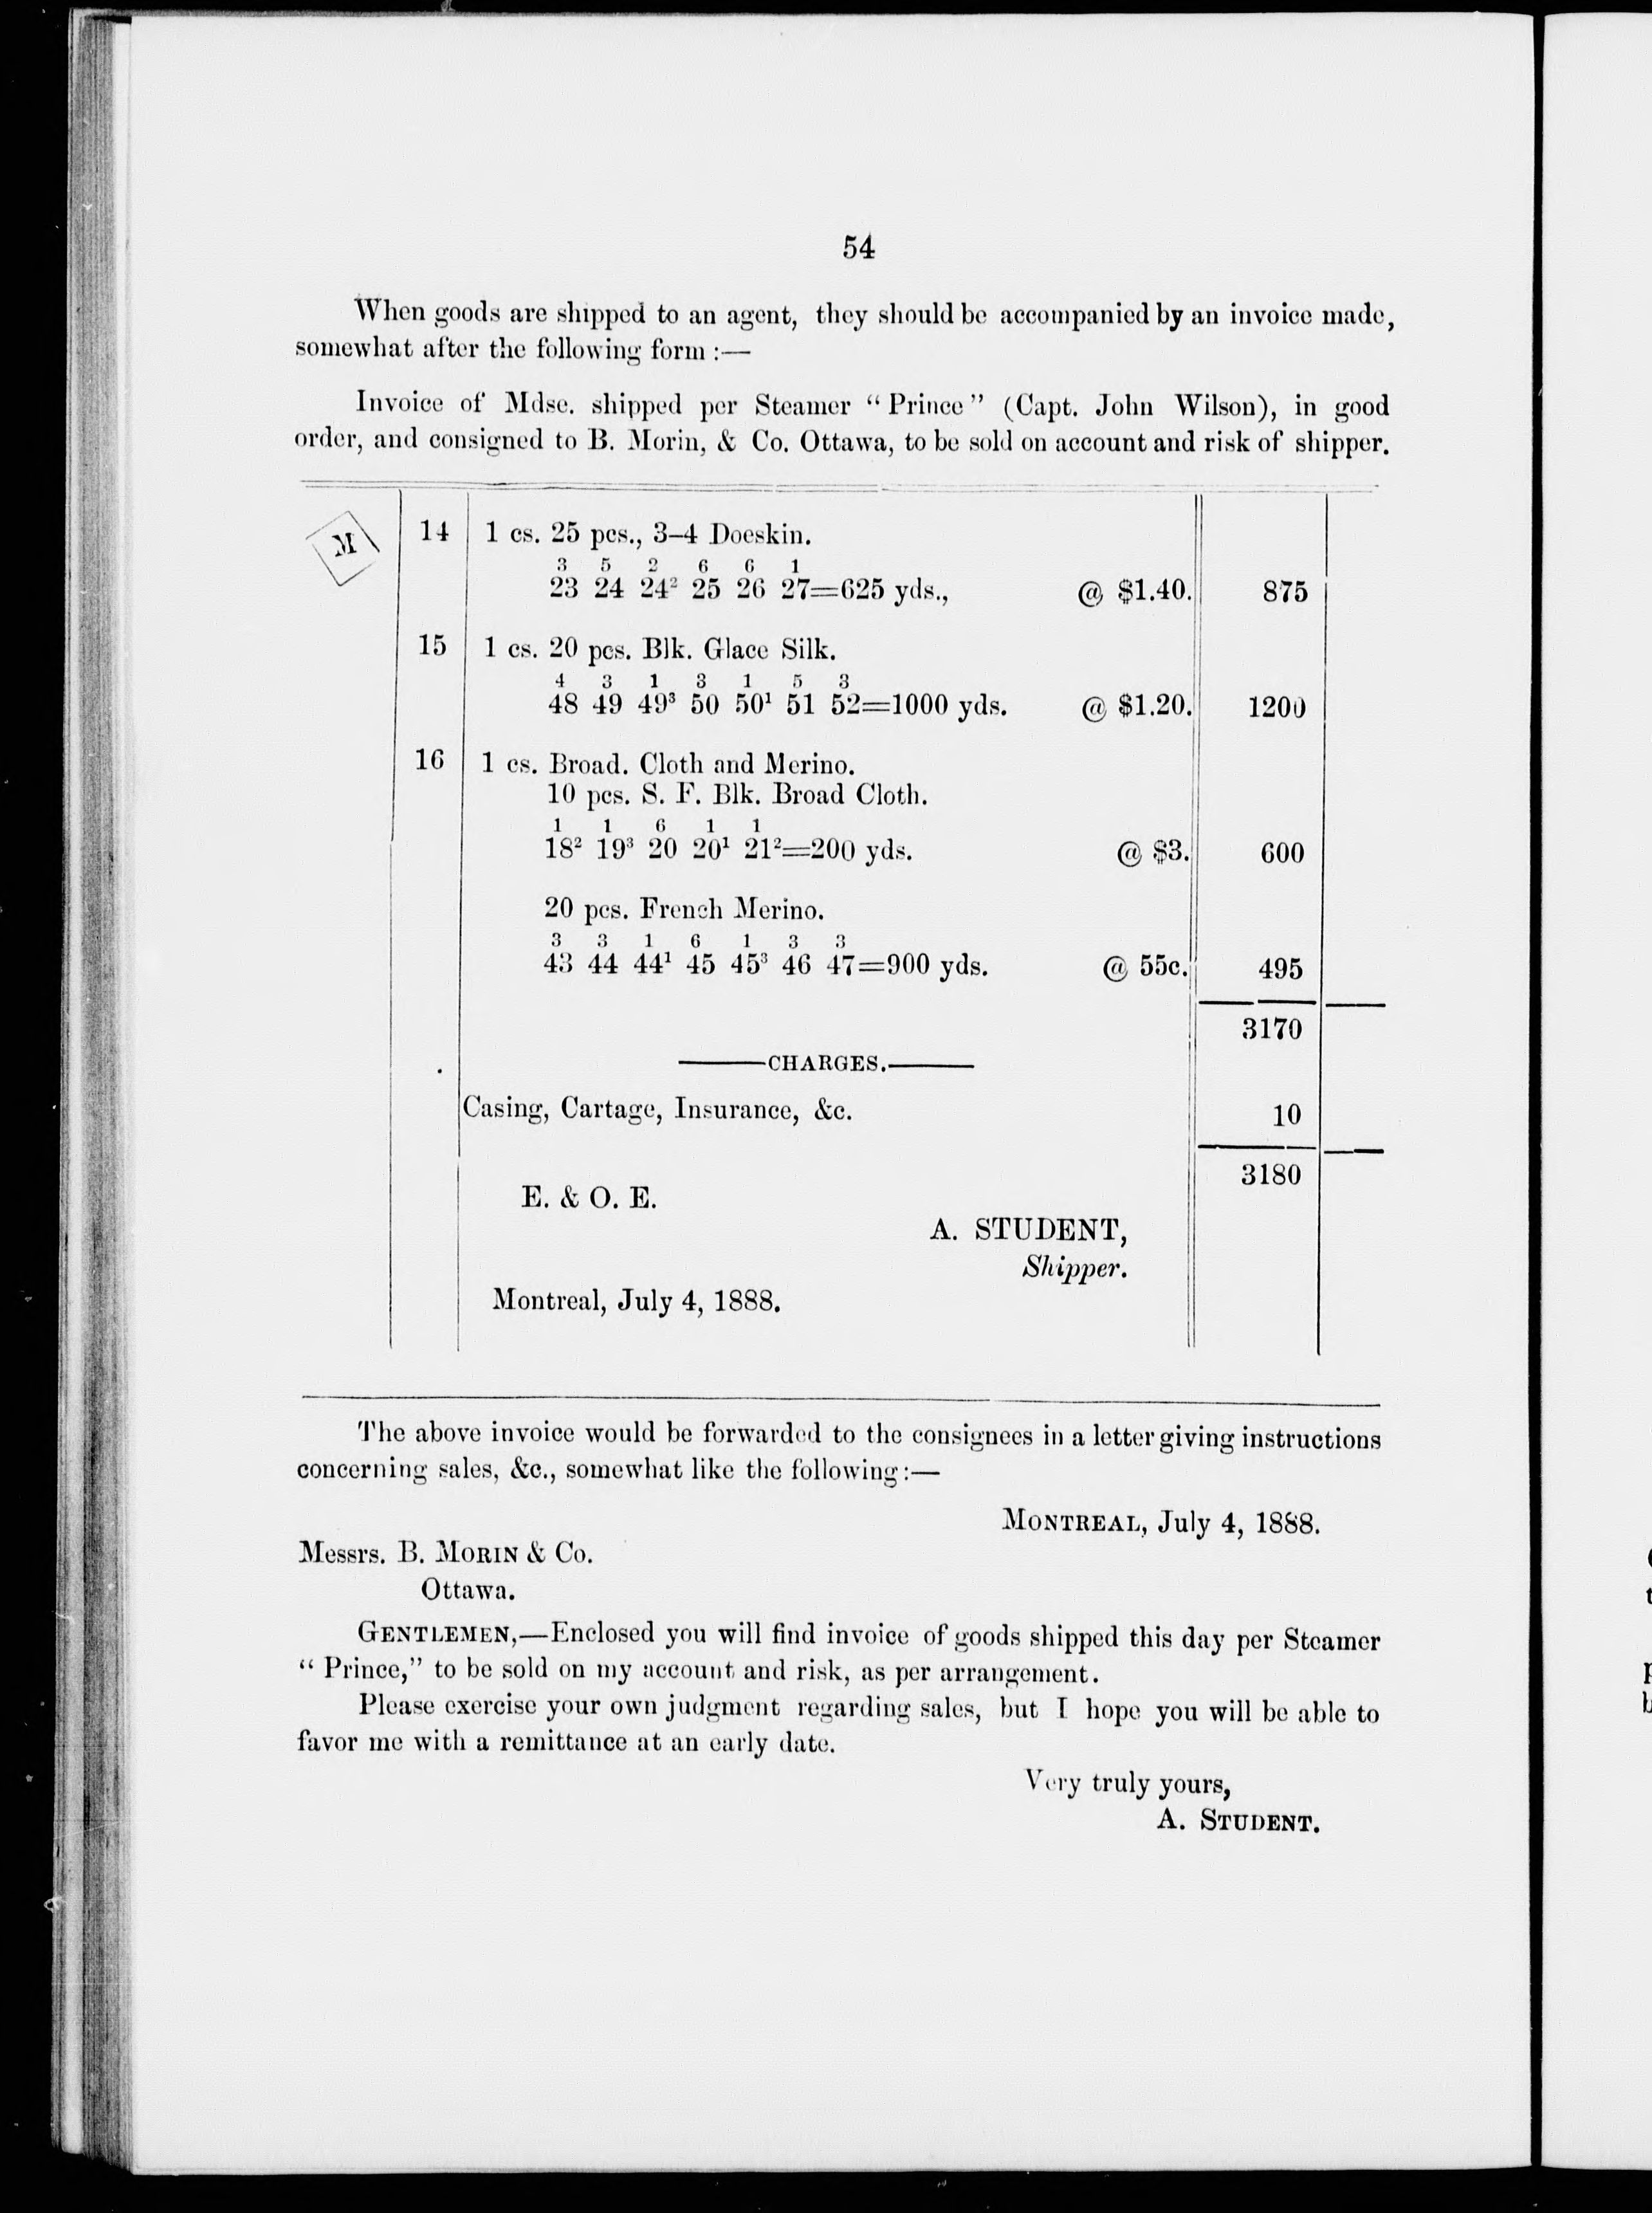 54
When goods are shipped to an agent, they should be accompanied by an invoice made,
somewhat after the following form :—
Invoice of Mdse. shipped per Steamer “ Prince ” (Capt. John Wilson), in good
order, and consigned to B. Morin, & Co. Ottawa, to be sold on account and risk of shipper.
M 14 1 cs. 25 pcs., 3–4 Doeskin.
3 5 2 6 6 1
23 24 24² 25 26 27=625 yds., @ $1.40. 875
15 1 cs. 20 pcs. Blk. Glace Silk.
4 3 1 3 1 5 3
48 49 49³ 50 50¹ 51 52=1000 yds. @ $1.20. 1200
16 1 cs. Broad. Cloth and Merino.
10 pcs. S. F. Blk. Broad Cloth.
1 1 6 1 1
18² 19³ 20 20¹ 21²=200 yds. @ $3. 600
20 pcs. French Merino.
3 3 1 6 1 3 3
43 44 44¹ 45 45³ 46 47=900 yds. @ 55c. 495
3170
——CHARGES.——
Casing, Cartage, Insurance, &c. 10
3180
E. & O. E.
A. STUDENT,
Shipper.
Montreal, July 4, 1888.
The above invoice would be forwarded to the consignees in a letter giving instructions
concerning sales, &c., somewhat like the following :—
MONTREAL, July 4, 1888.
Messrs. B. MORIN & Co.
Ottawa.
GENTLEMEN,—Enclosed you will find invoice of goods shipped this day per Steamer
“ Prince,” to be sold on my account and risk, as per arrangement.
Please exercise your own judgment regarding sales, but I hope you will be able to
favor me with a remittance at an early date.
Very truly yours,
A. STUDENT.